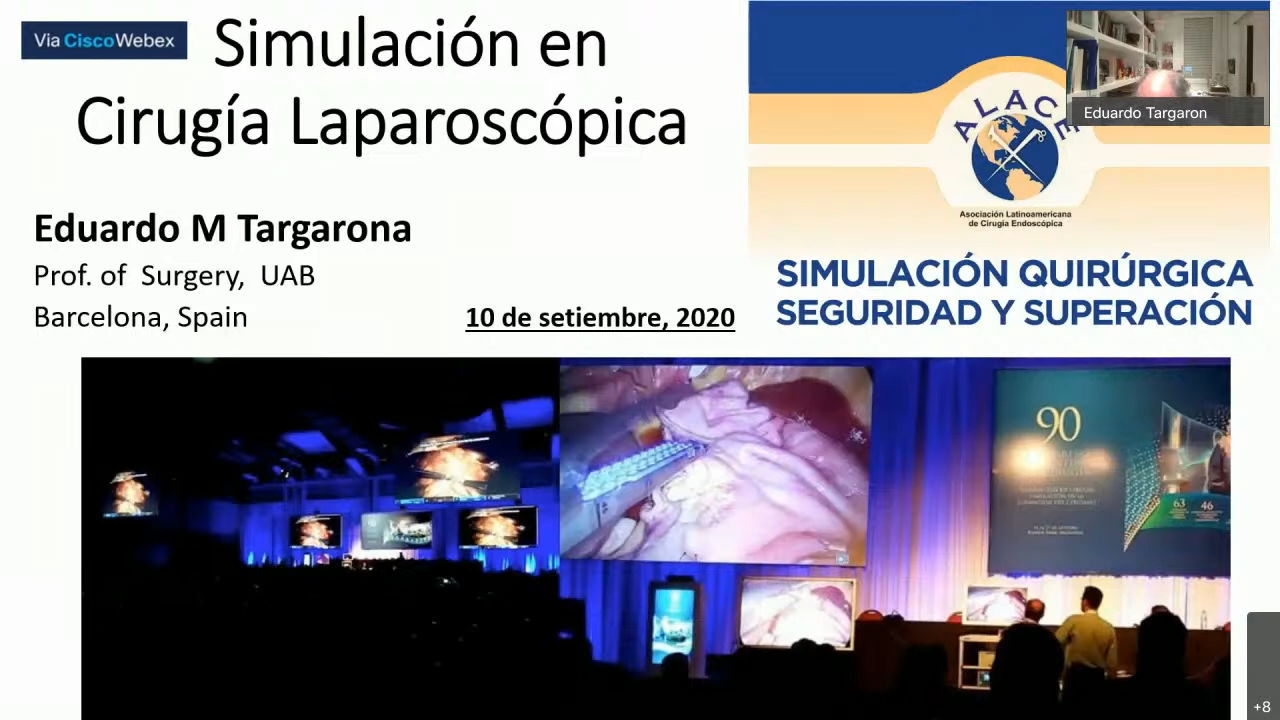 Via CiscoWebex
Simulación en
Cirugía Laparoscópica
Eduardo M Targarona
Prof. of Surgery, UAB
Barcelona, Spain
10 de setiembre, 2020
ALACE
Asociación Latinoamericana
de Cirugía Endoscópica
Eduardo Targaron
SIMULACIÓN QUIRÚRGICA
SEGURIDAD Y SUPERACIÓN
90
63
46
+8